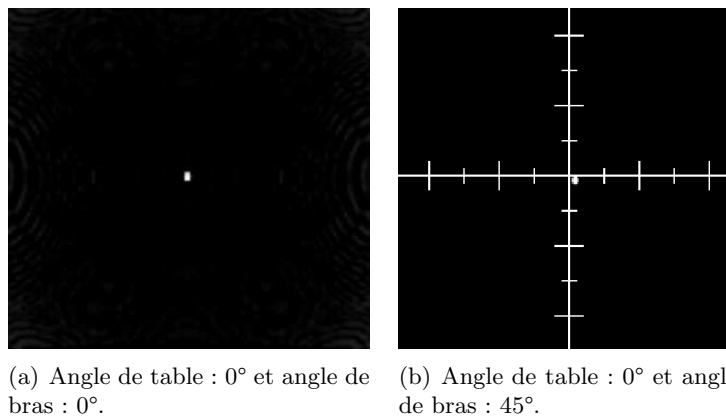 (a) Angle de table : 0° et angle de
bras : 0°.
(b) Angle de table : 0° et angl
de bras : 45°.